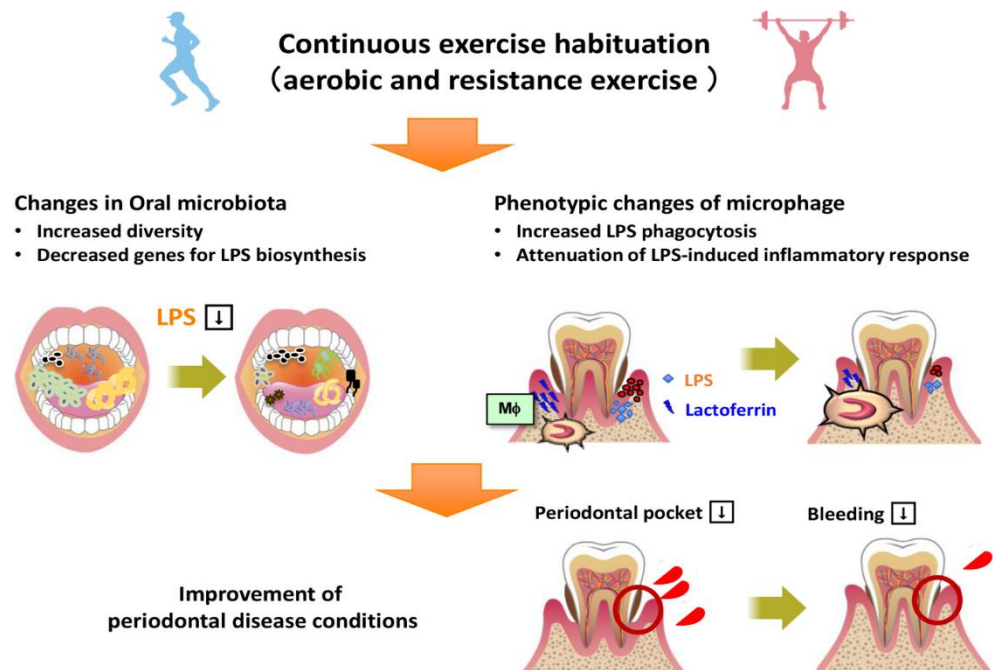 Continuous exercise habituation
(aerobic and resistance exercise )
Changes in Oral microbiota
• Increased diversity
• Decreased genes for LPS biosynthesis
Phenotypic changes of microphage
• Increased LPS phagocytosis
• Attenuation of LPS-induced inflammatory response
LPS ↓
Mϕ
LPS
Lactoferrin
Periodontal pocket ↓
Bleeding ↓
Improvement of
periodontal disease conditions